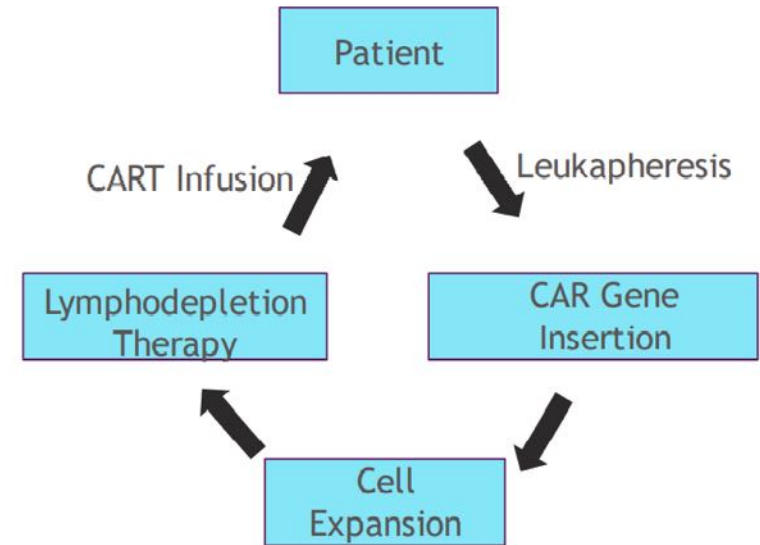 Patient
CART Infusion
Leukapheresis
Lymphodepletion
Therapy
CAR Gene
Insertion
Cell
Expansion